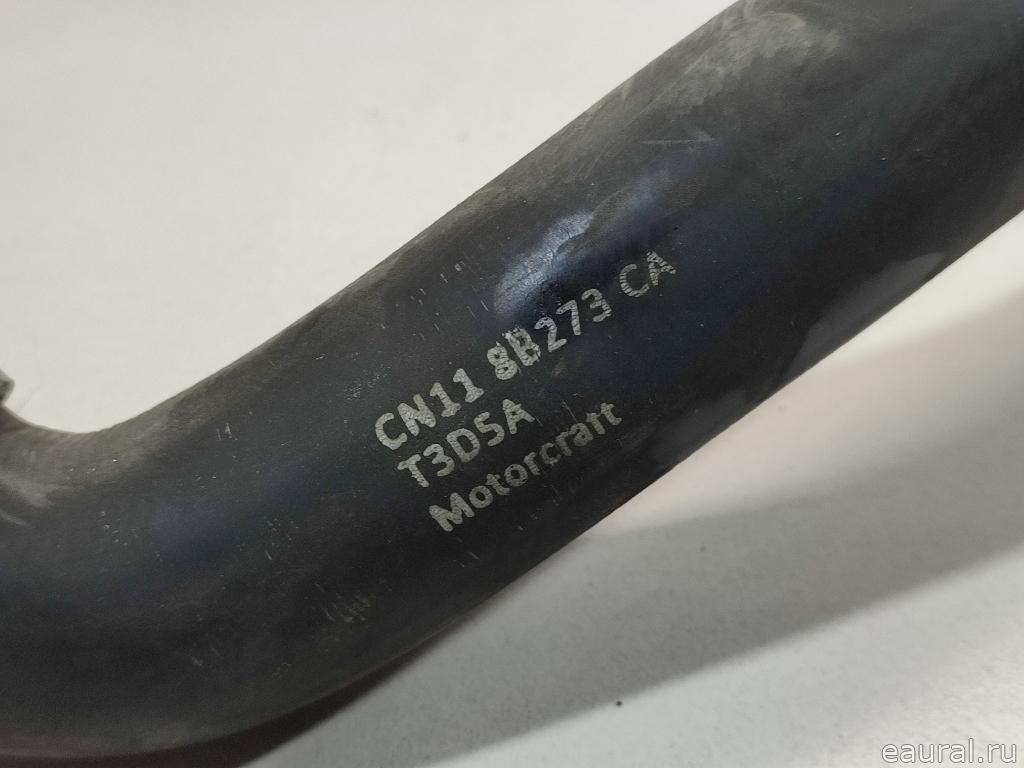 CN11 8B273 CA
T3D5A
Motorcraft
eaural.ru